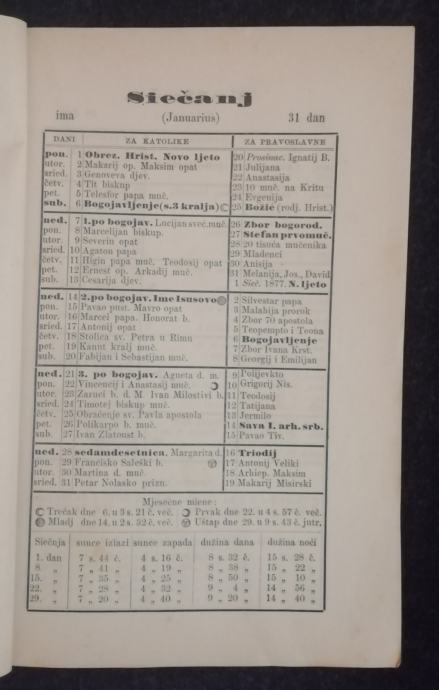 Siečanj
ima (Januarius) 31 dan
DANI ZA KATOLIKE ZA PRAVOSLAVNE
pon. 1 Obrez. Hrist. Novo ljeto 20 Prosinac. Ignatij B.
utor. 2 Makarij op. Maksim opat 21 Julijana
sried. 3 Genoveva djev. 22 Anastasija
četv. 4 Tit biskup 23 10 muč. na Kritu
pet. 5 Telesfor papa muč. 24 Evgenija
sub. 6 Bogojavljenje (s. 3 kralja) 25 Božić (rodj. Hrist.)
ned. 7 1. po bogojav. Lucijan sveć. muč. 26 Zbor bogorod.
pon. 8 Marcelijan biskup. 27 Stefan prvomuč.
utor. 9 Severin opat 28 20 tisuća mučenika
sried. 10 Agaton papa 29 Mladenci
četv. 11 Higin papa muč. Teodosij opat 30 Anisija
pet. 12 Ernest op. Arkadij muč. 31 Melanija, Jos., David
sub. 13 Cesarija djev. 1 Sieč. 1877. N. ljeto
ned. 14 2. po bogojav. Ime Isusovo 2 Silvestar papa
pon. 15 Pavao pust. Mavro opat 3 Malahija prorok
utor. 16 Marcel papa. Honorat b. 4 Zbor 70 apostola
sried. 17 Antonij opat 5 Teopempto i Teona
četv. 18 Stolica sv. Petra u Rimu 6 Bogojavljenje
pet. 19 Kanut kralj muč. 7 Zbor Ivana Krst.
sub. 20 Fabijan i Sebastijan muč. 8 Georgij i Emilijan
ned. 21 3. po bogojav. Agneta d. m. 9 Polijevkto
pon. 22 Vincencij i Anastasij muč. 10 Grigorij Nis.
utor. 23 Zaruči b. d. M. Ivan Milostivi b. 11 Teodosij
sried. 24 Timotej biskup muč. 12 Tatijana
četv. 25 Obraćenje sv. Pavla apostola 13 Jermilo
pet. 26 Polikarpo b. muč. 14 Sava I. arh. srb.
sub. 27 Ivan Zlatoust b. 15 Pavao Tiv.
ned. 28 sedamdesetnica. Margarita d. 16 Triodij
pon. 29 Francisko Saleški b. 17 Antonij Veliki
utor. 30 Martina d. muč. 18 Arhiep. Maksim
sried. 31 Petar Nolasko prizn. 19 Makarij Misirski
Mjesečne miene:
Trećak dne 6. u 3 s. 21 č. več. Prvak dne 22. u 4 s. 57 č. več.
Mladj dne 14. u 2 s. 32 č. več. Uštap dne 29. u 9 s. 43 č. jutr.
Siečnja sunce izlazi sunce zapada dužina dana dužina noći
1. dan 7 s. 44 č. 4 s. 16 č. 8 s. 32 č. 15 s. 28 č.
8. „ 7 „ 41 „ 4 „ 19 „ 8 „ 38 „ 15 „ 22 „
15. „ 7 „ 35 „ 4 „ 25 „ 8 „ 50 „ 15 „ 10 „
22. „ 7 „ 28 „ 4 „ 32 „ 9 „ 4 „ 14 „ 56 „
29. „ 7 „ 20 „ 4 „ 40 „ 9 „ 20 „ 14 „ 40 „